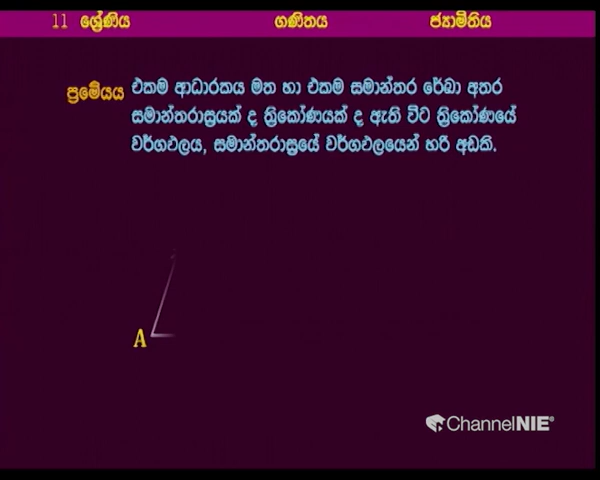 11 ශ්‍රේණිය ගණිතය ජ්‍යාමිතිය
ප්‍රමේයය එකම ආධාරකය මත හා එකම සමාන්තර රේඛා අතර
සමාන්තරාස්‍රයක් ද ත්‍රිකෝණයක් ද ඇති විට ත්‍රිකෝණයේ
වර්ගඵලය, සමාන්තරාස්‍රයේ වර්ගඵලයෙන් හරි අඩකි.
A
ChannelNIE®